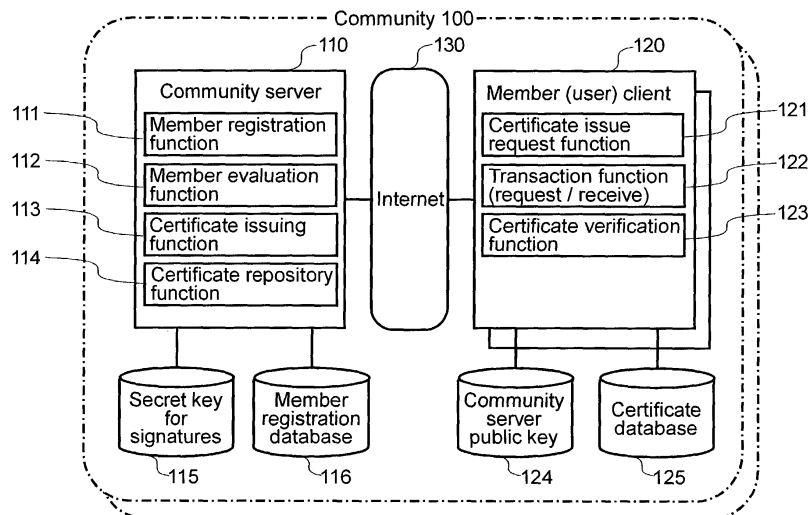 Community 100
110
130
120
Community server
Member (user) client
111
Member registration
function
112
Member evaluation
function
113
Certificate issuing
function
114
Certificate repository
function
Internet
Certificate issue
request function
121
Transaction function
(request / receive)
122
Certificate verification
function
123
Secret key
for
signatures
Member
registration
database
Community
server
public key
Certificate
database
115
116
124
125